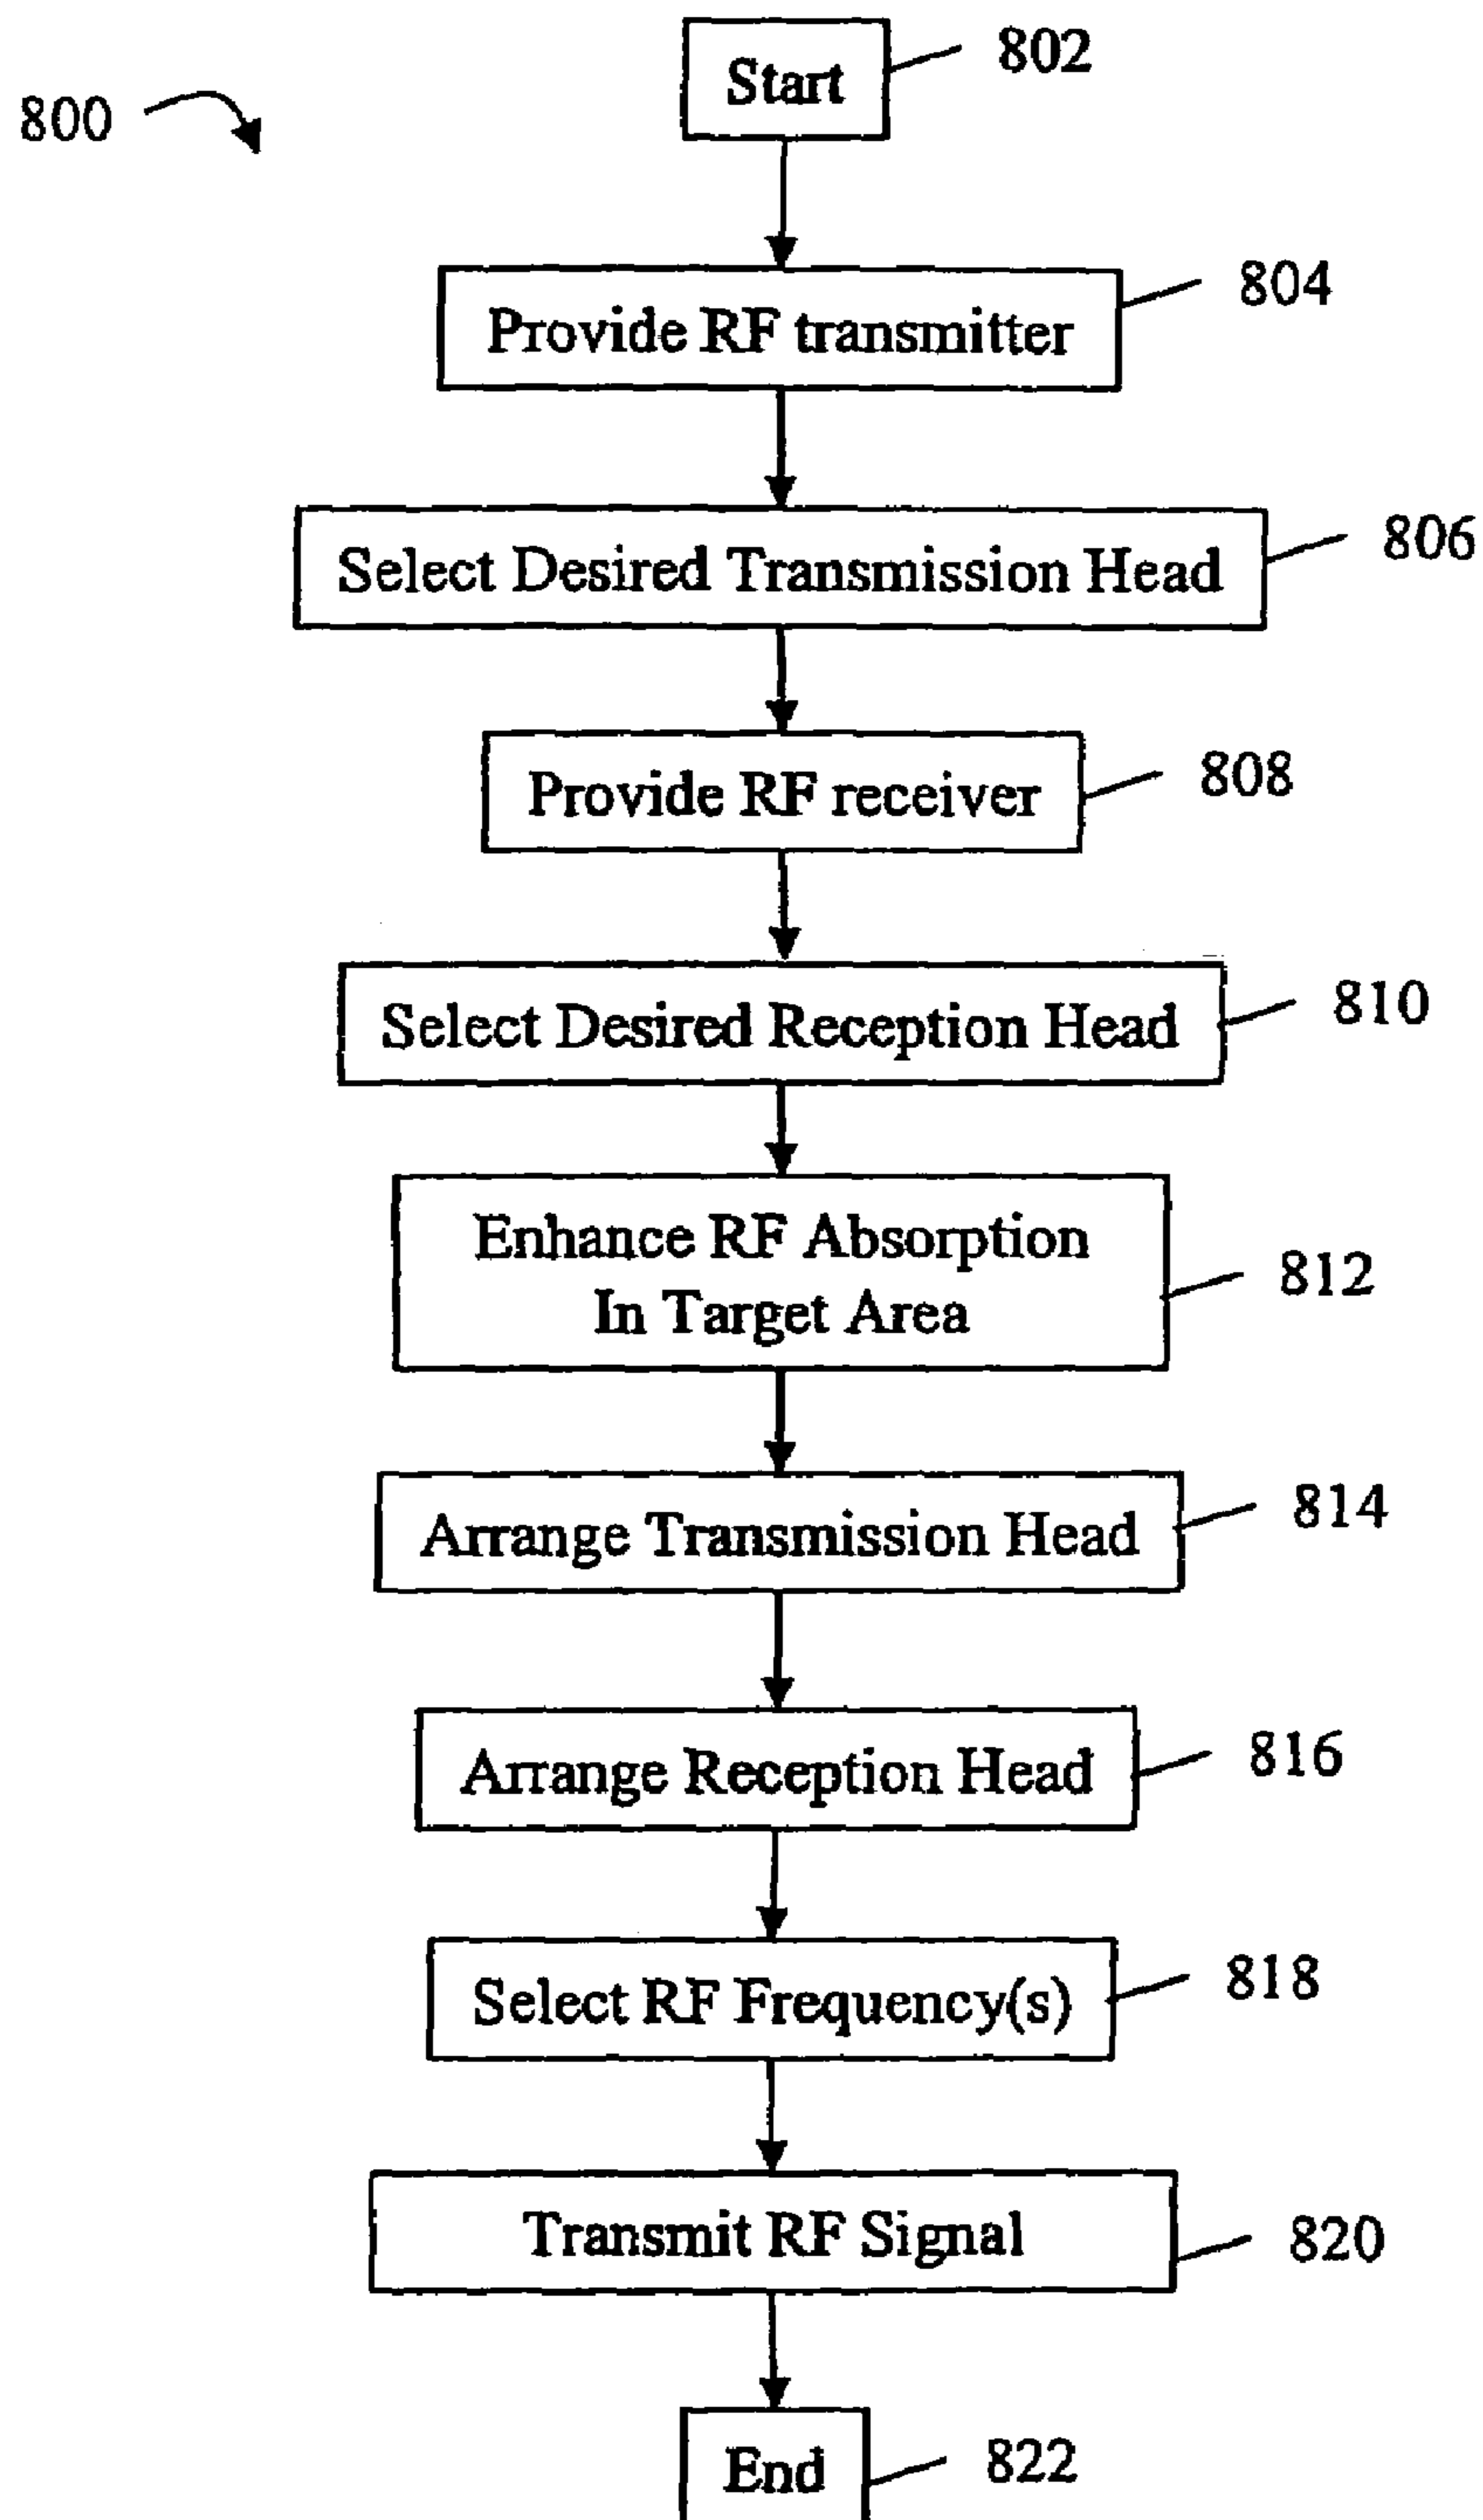 802
Start
800
804
Provide RF transmitter
806
Select Desired Transmission Head
808
Provide RF receiver
810
Select Desired Reception Head
Enhance RF Absorption
812
In Target Area
814
Arrange Transmission Head
816
Arrange Reception Head
818
Select RF Frequency(s)
820
Transmit RF Signal
822
End